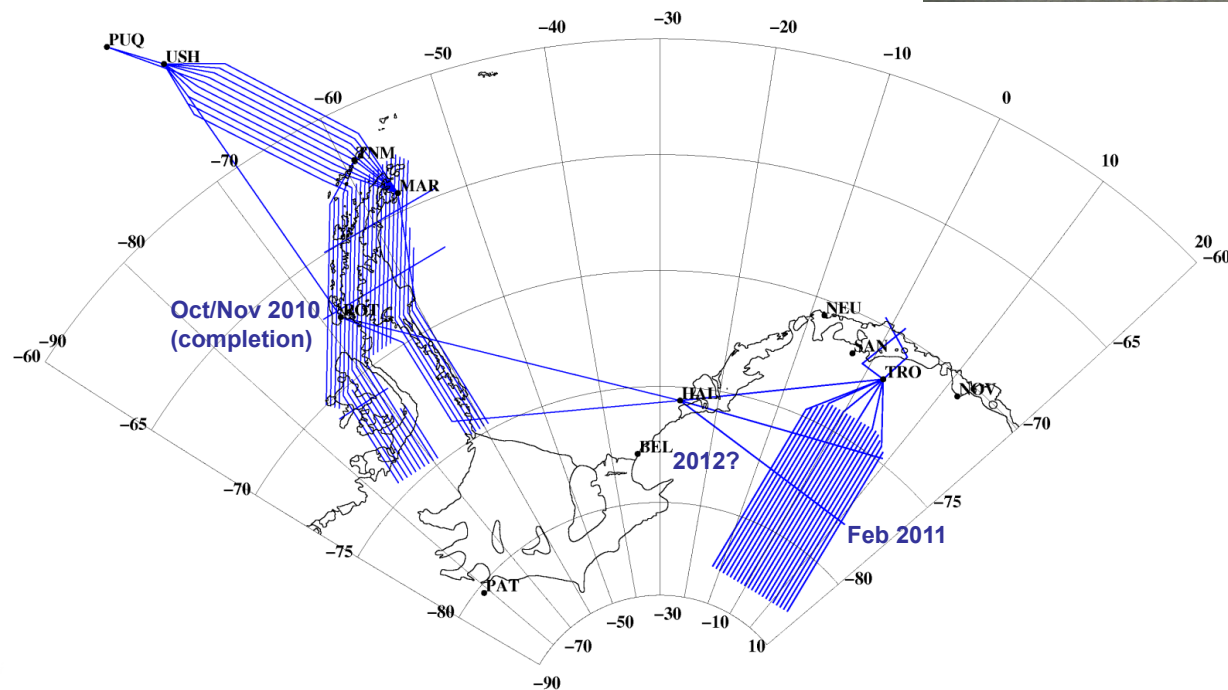 PUQ
USH
−30
−40
−20
−50
−10
−60
0
−70
TNM
10
MAR
−80
20
−60
Oct/Nov 2010
(completion)
ROT
NEU
−90
−60
SAN
−65
TRO
HAL
NOV
−65
−70
BEL
2012?
−70
−75
Feb 2011
−75
−80
PAT
−80
−50
−30
−10
−70
10
−90